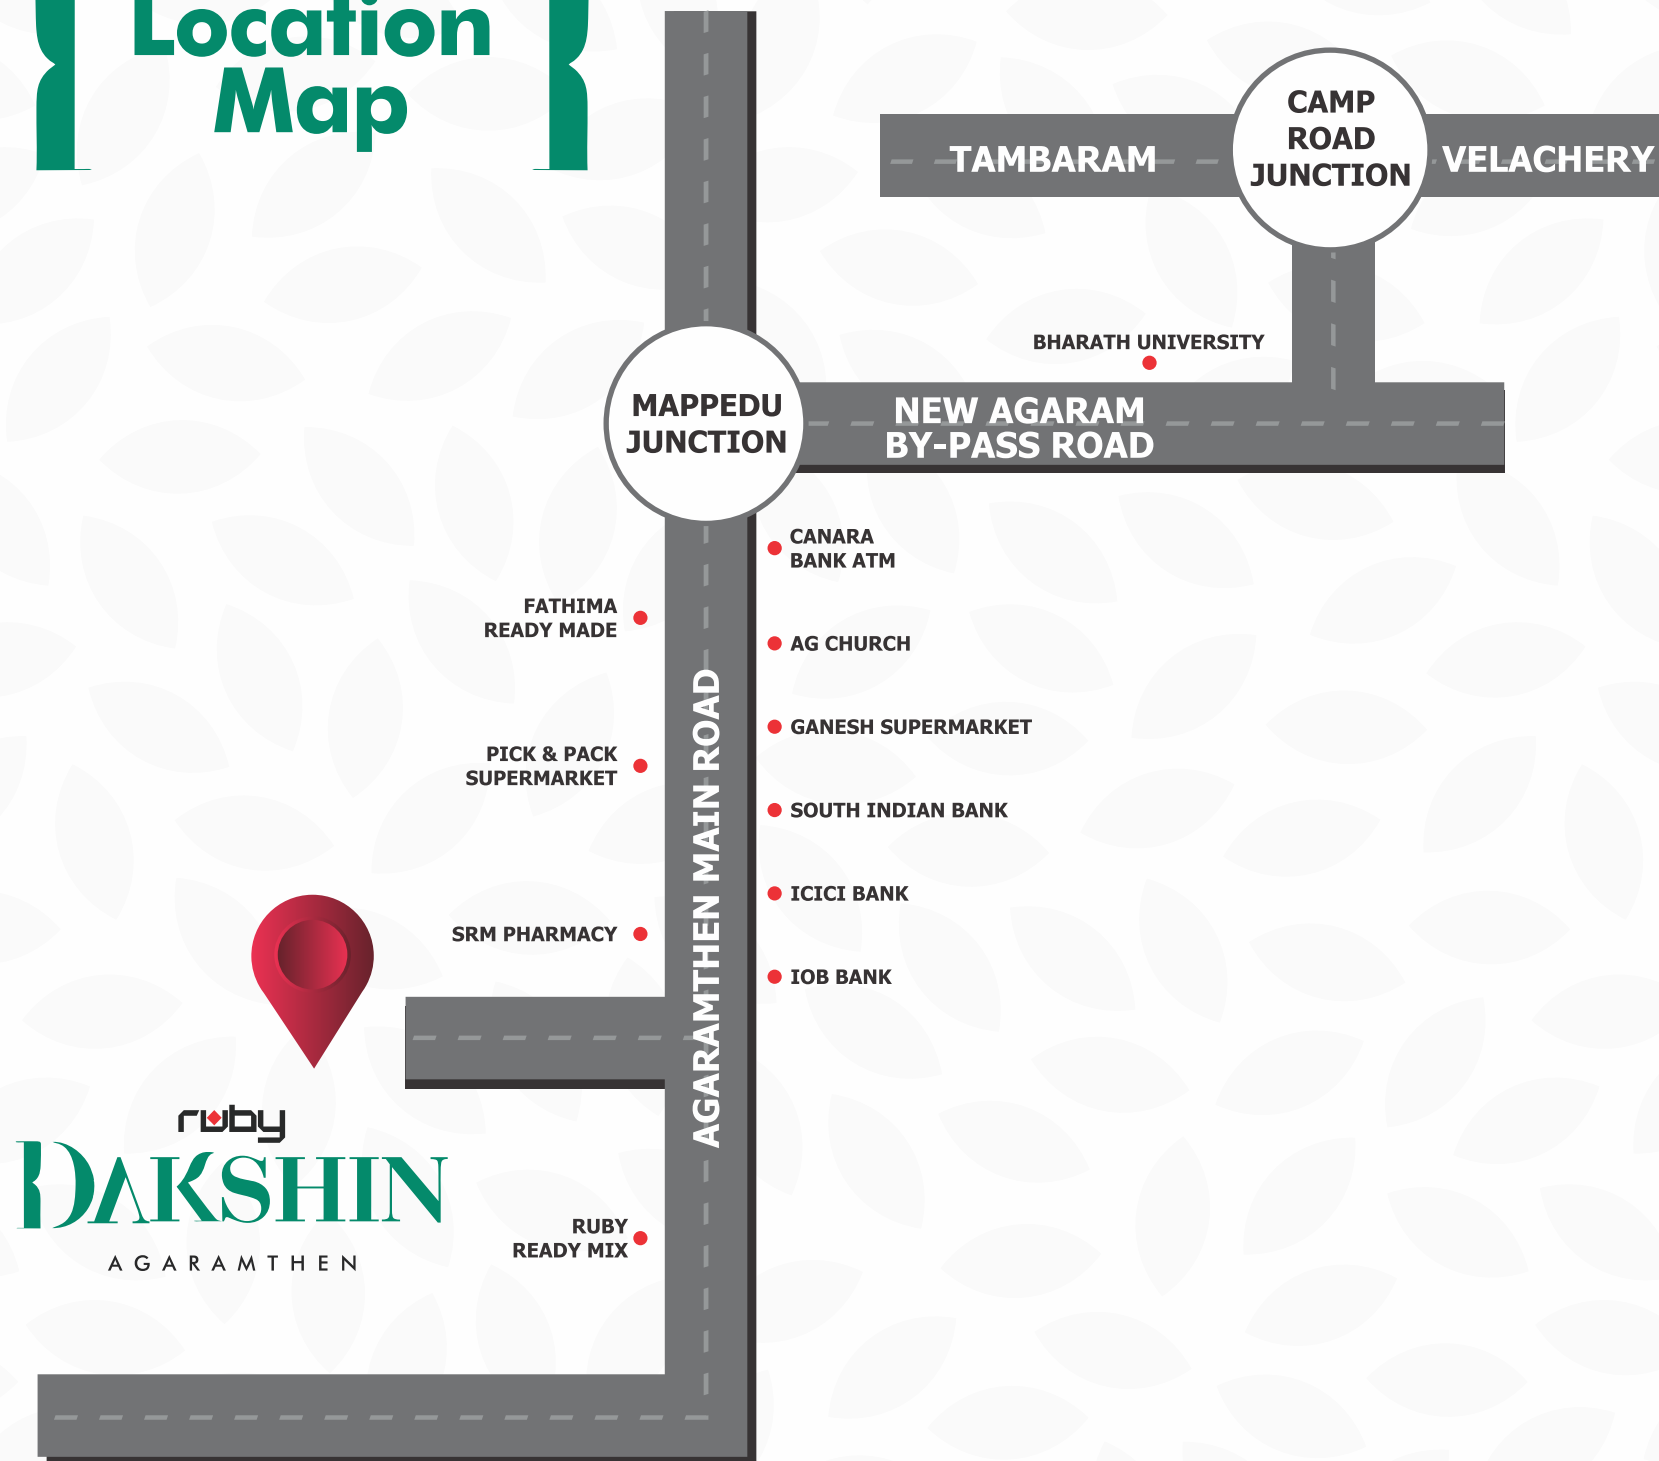 Location
Map
CAMP
ROAD
JUNCTION
TAMBARAM
VELACHERY
BHARATH UNIVERSITY
MAPPEDU
JUNCTION
NEW AGARAM
BY-PASS ROAD
CANARA
BANK ATM
FATHIMA
READY MADE
AG CHURCH
GANESH SUPERMARKET
PICK & PACK
SUPERMARKET
SOUTH INDIAN BANK
ICICI BANK
SRM PHARMACY
IOB BANK
AGARAMTHEN MAIN ROAD
ruby
DAKSHIN
AGARAMTHEN
RUBY
READY MIX